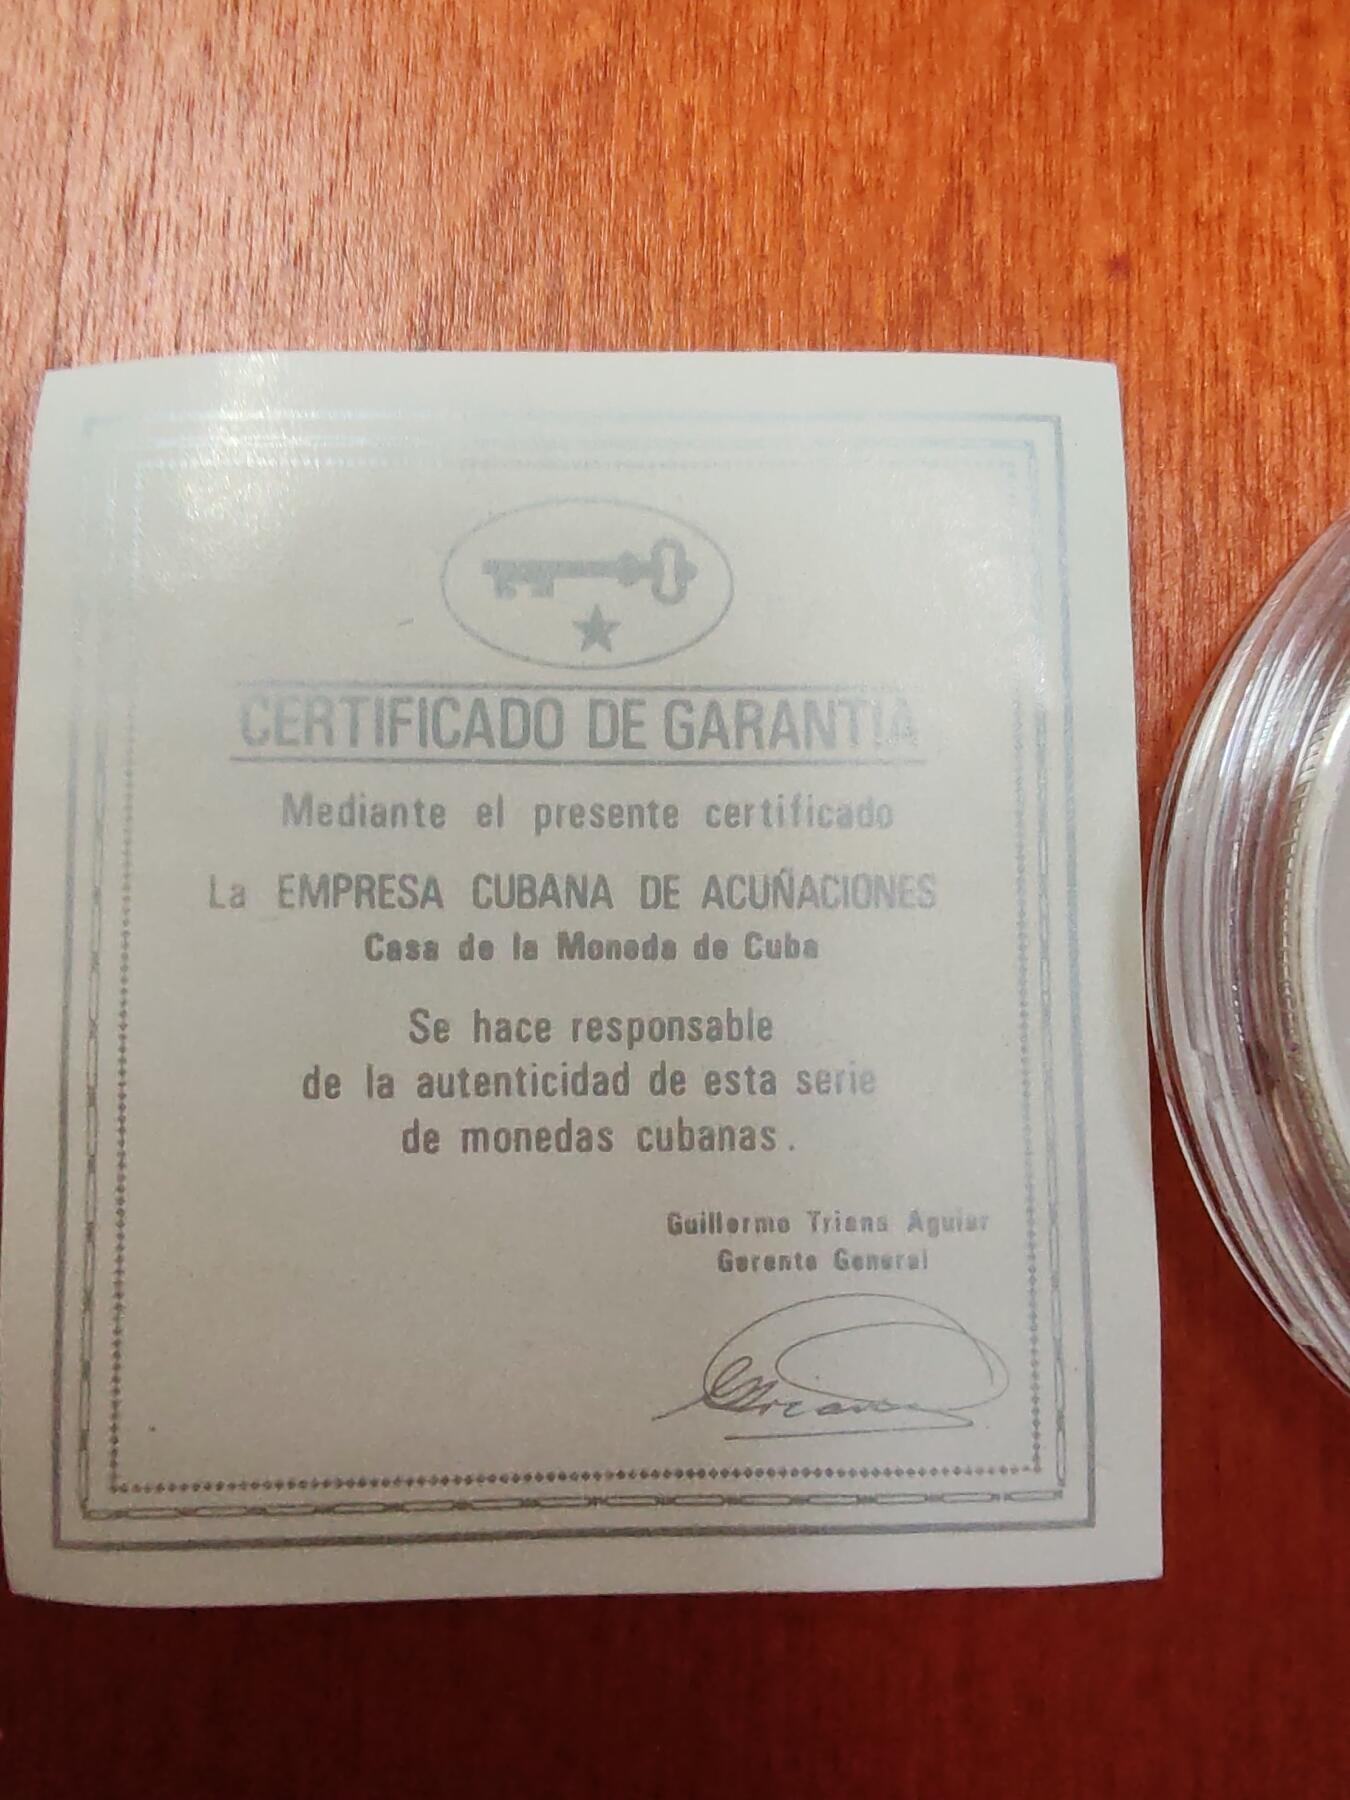 CERTIFICADO DE GARANTIA
Mediante el presente certificado
La EMPRESA CUBANA DE ACUÑACIONES
Casa de la Moneda de Cuba
Se hace responsable
de la autenticidad de esta serie
de monedas cubanas.
Guillermo Triana Aguiar
Gerente General